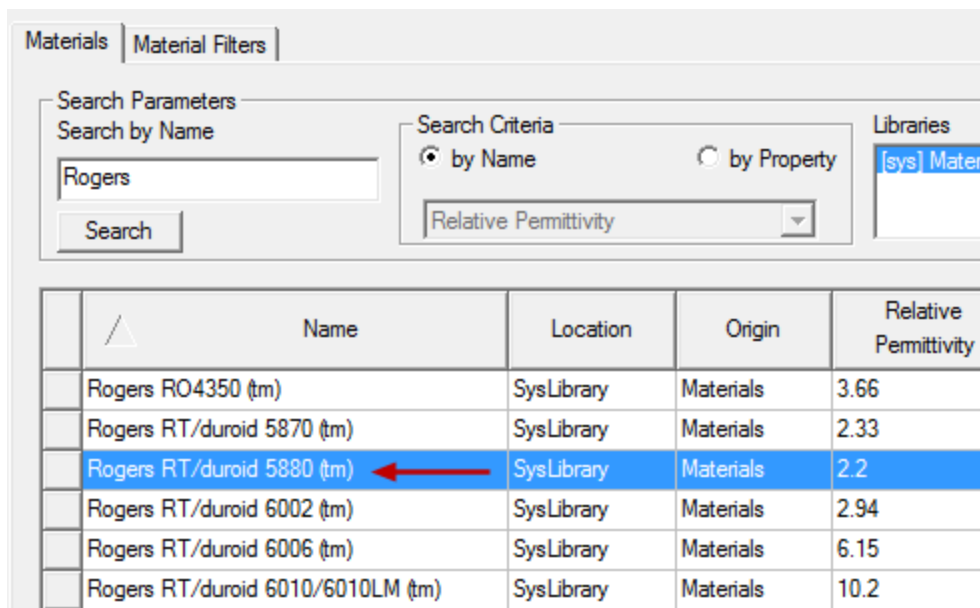 Materials Material Filters
Search Parameters
Search by Name
Rogers
Search
Search Criteria
by Name by Property
Relative Permittivity
Libraries
[sys] Mater
Name Location Origin Relative Permittivity
Rogers RO4350 (tm) SysLibrary Materials 3.66
Rogers RT/duroid 5870 (tm) SysLibrary Materials 2.33
Rogers RT/duroid 5880 (tm) SysLibrary Materials 2.2
Rogers RT/duroid 6002 (tm) SysLibrary Materials 2.94
Rogers RT/duroid 6006 (tm) SysLibrary Materials 6.15
Rogers RT/duroid 6010/6010LM (tm) SysLibrary Materials 10.2